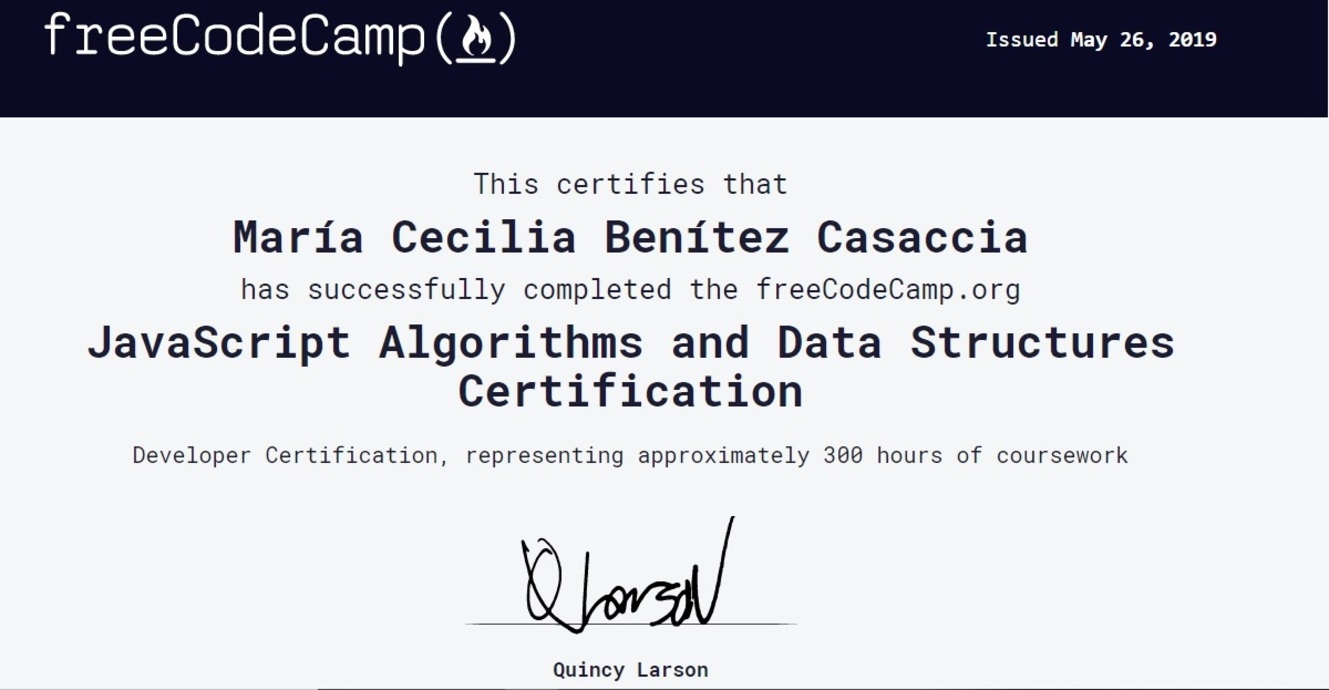 freeCodeCamp(🔥)
Issued May 26, 2019
This certifies that
María Cecilia Benítez Casaccia
has successfully completed the freeCodeCamp.org
JavaScript Algorithms and Data Structures
Certification
Developer Certification, representing approximately 300 hours of coursework
Q Larson
Quincy Larson